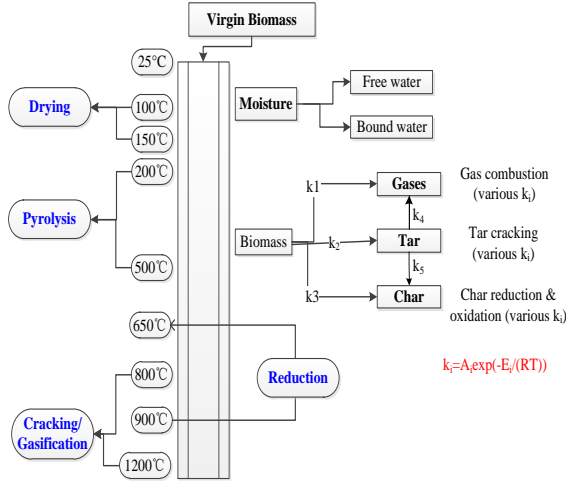 Virgin Biomass
25°C
Drying
100℃
150℃
200℃
Pyrolysis
500℃
650℃
800℃
Reduction
900℃
Cracking/
Gasification
1200℃
Moisture
Free water
Bound water
Biomass
k1
k₂
k3
Gases
k₄
Tar
k₅
Char
Gas combustion
(various kᵢ)
Tar cracking
(various kᵢ)
Char reduction &
oxidation (various kᵢ)
kᵢ=Aᵢexp(-Eᵢ/(RT))